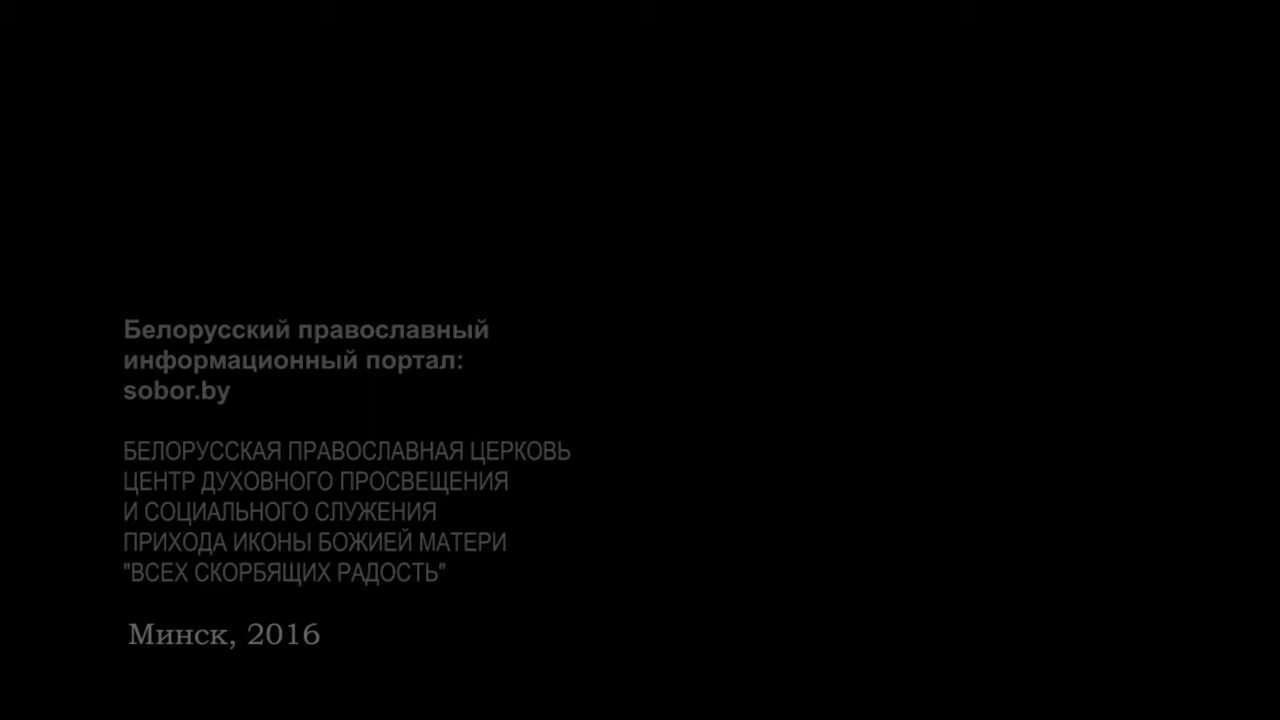 Белорусский православный
информационный портал:
sobor.by
БЕЛОРУССКАЯ ПРАВОСЛАВНАЯ ЦЕРКОВЬ
ЦЕНТР ДУХОВНОГО ПРОСВЕЩЕНИЯ
И СОЦИАЛЬНОГО СЛУЖЕНИЯ
ПРИХОДА ИКОНЫ БОЖИЕЙ МАТЕРИ
"ВСЕХ СКОРБЯЩИХ РАДОСТЬ"
Минск, 2016